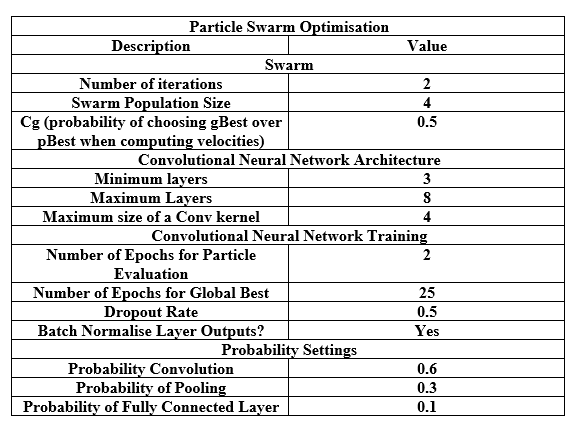 Particle Swarm Optimisation
Description Value
Swarm
Number of iterations 2
Swarm Population Size 4
Cg (probability of choosing gBest over 0.5
pBest when computing velocities)
Convolutional Neural Network Architecture
Minimum layers 3
Maximum Layers 8
Maximum size of a Conv kernel 4
Convolutional Neural Network Training
Number of Epochs for Particle 2
Evaluation
Number of Epochs for Global Best 25
Dropout Rate 0.5
Batch Normalise Layer Outputs? Yes
Probability Settings
Probability Convolution 0.6
Probability of Pooling 0.3
Probability of Fully Connected Layer 0.1